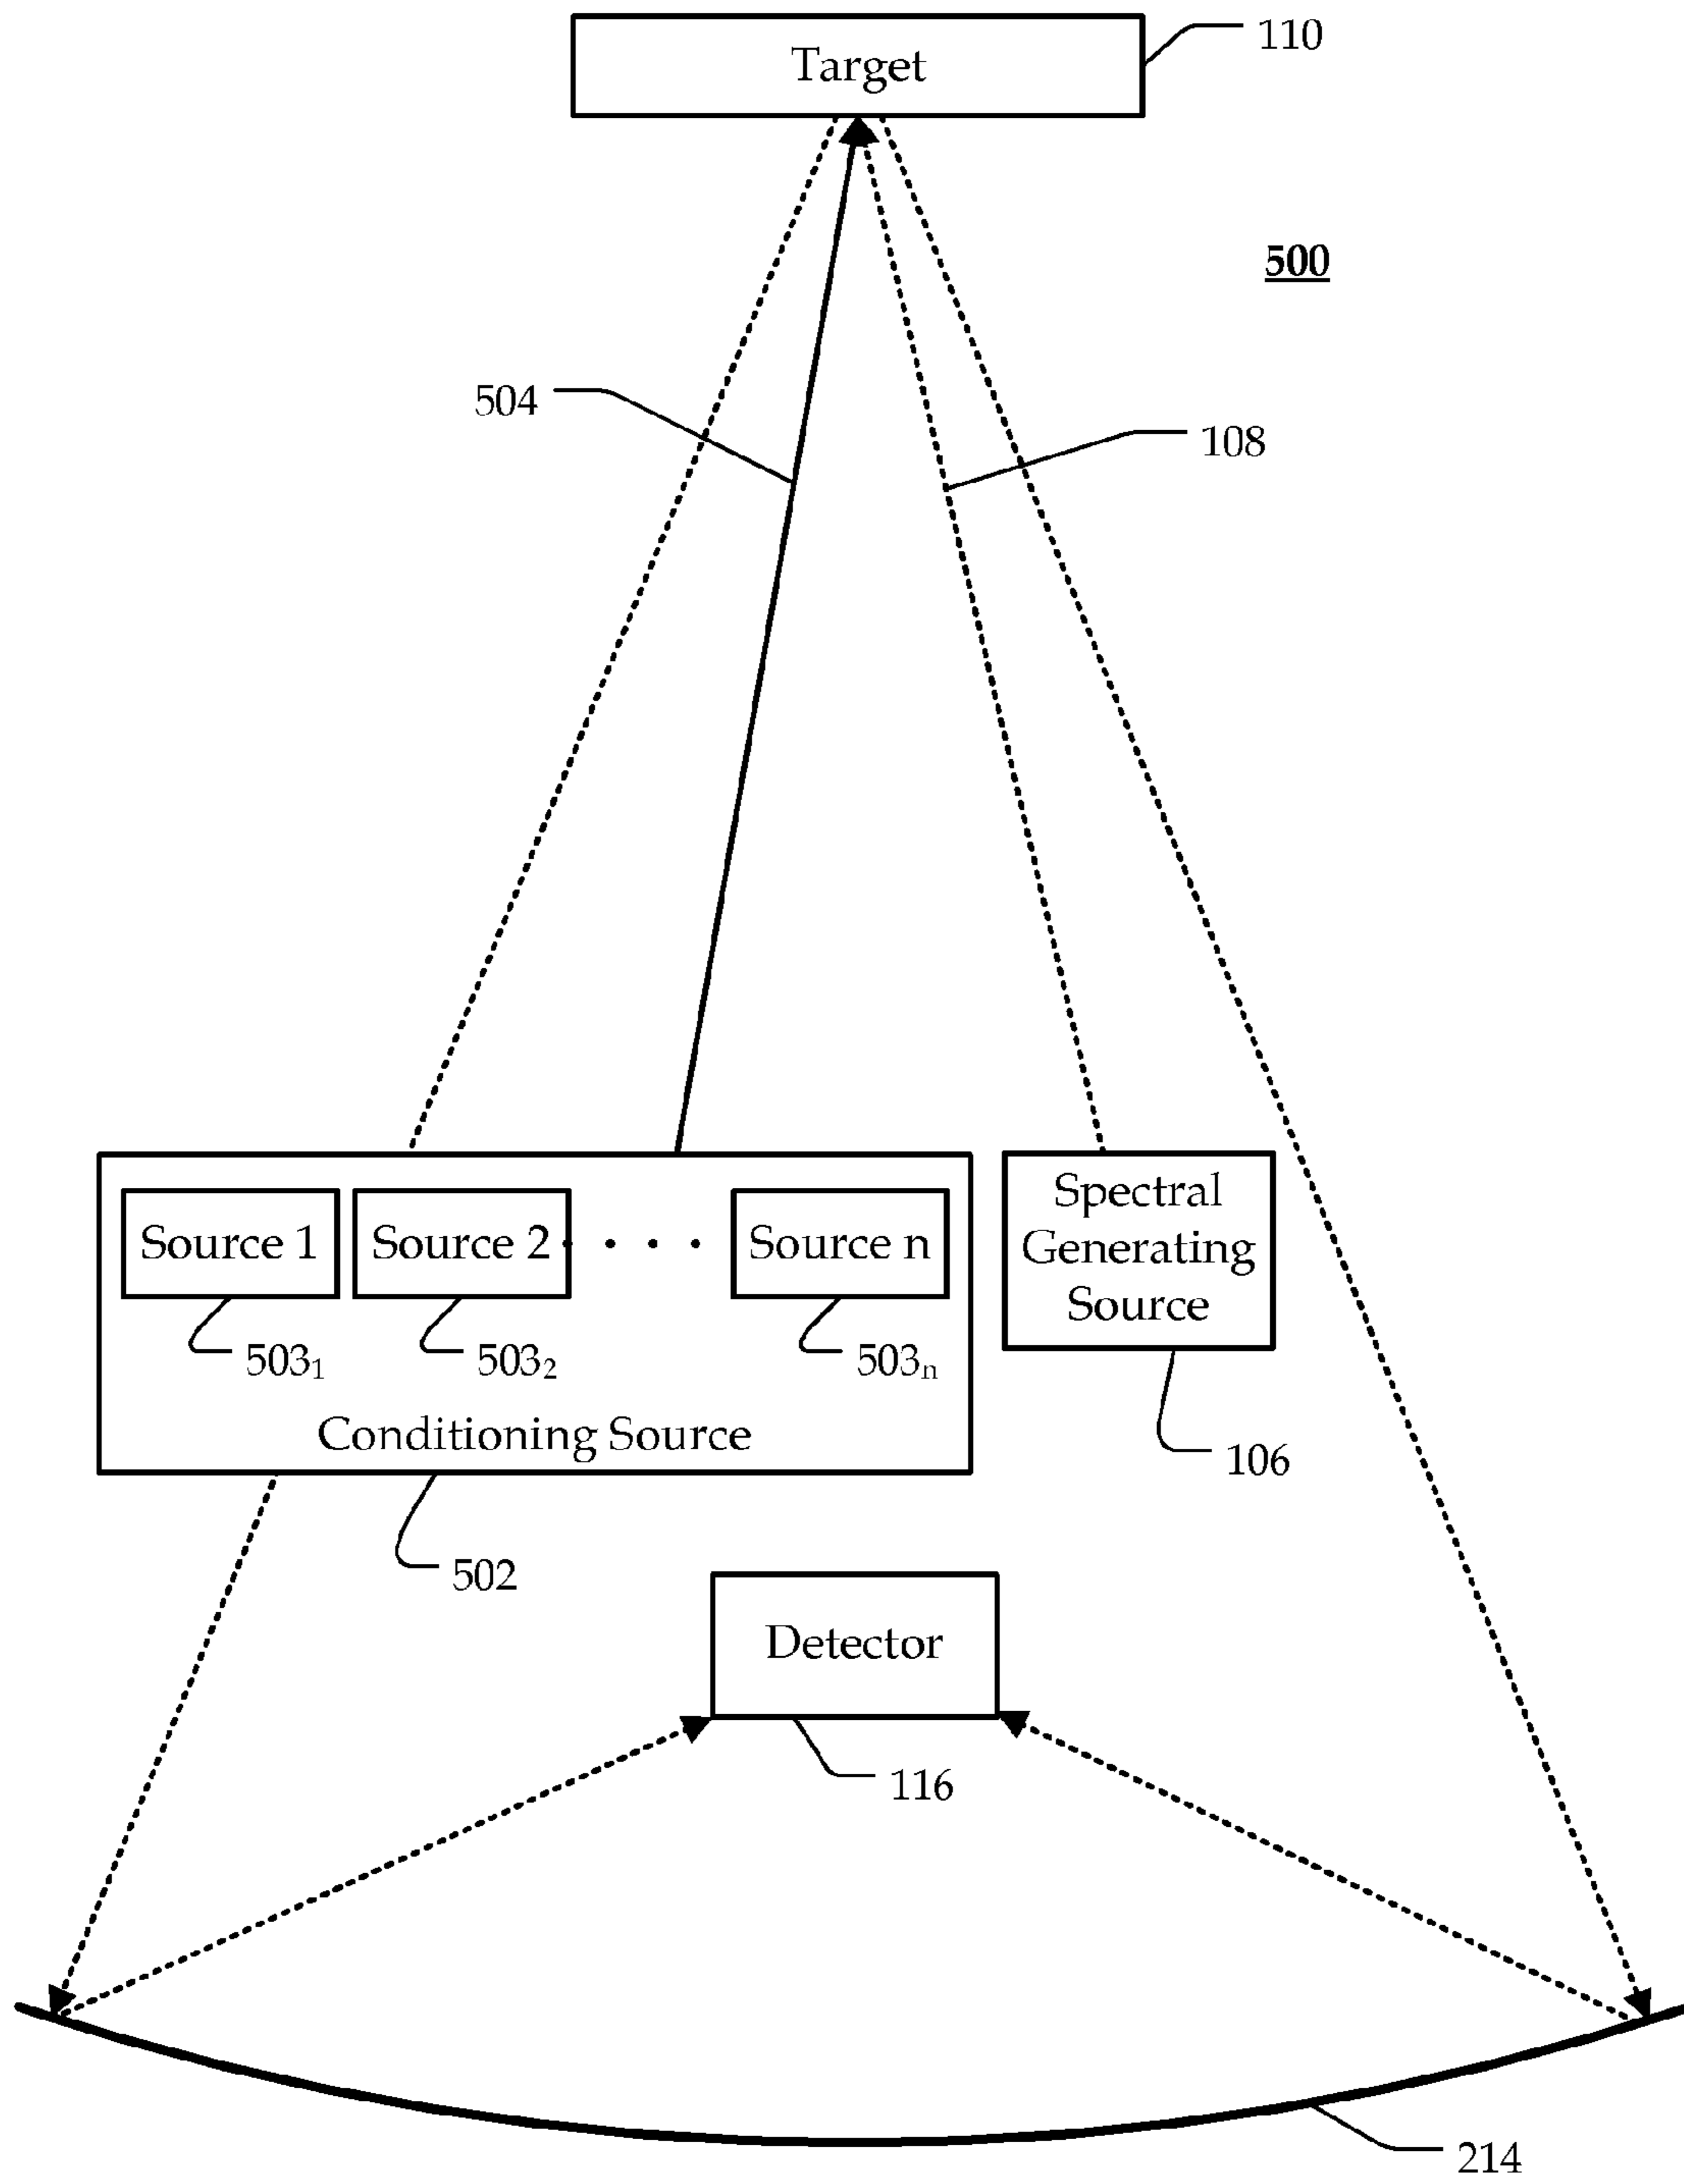 110
Target
500
504
108
Source 1
Source 2
Source n
Spectral
Generating
Source
503₁
503₂
503ₙ
Conditioning Source
106
502
Detector
116
214